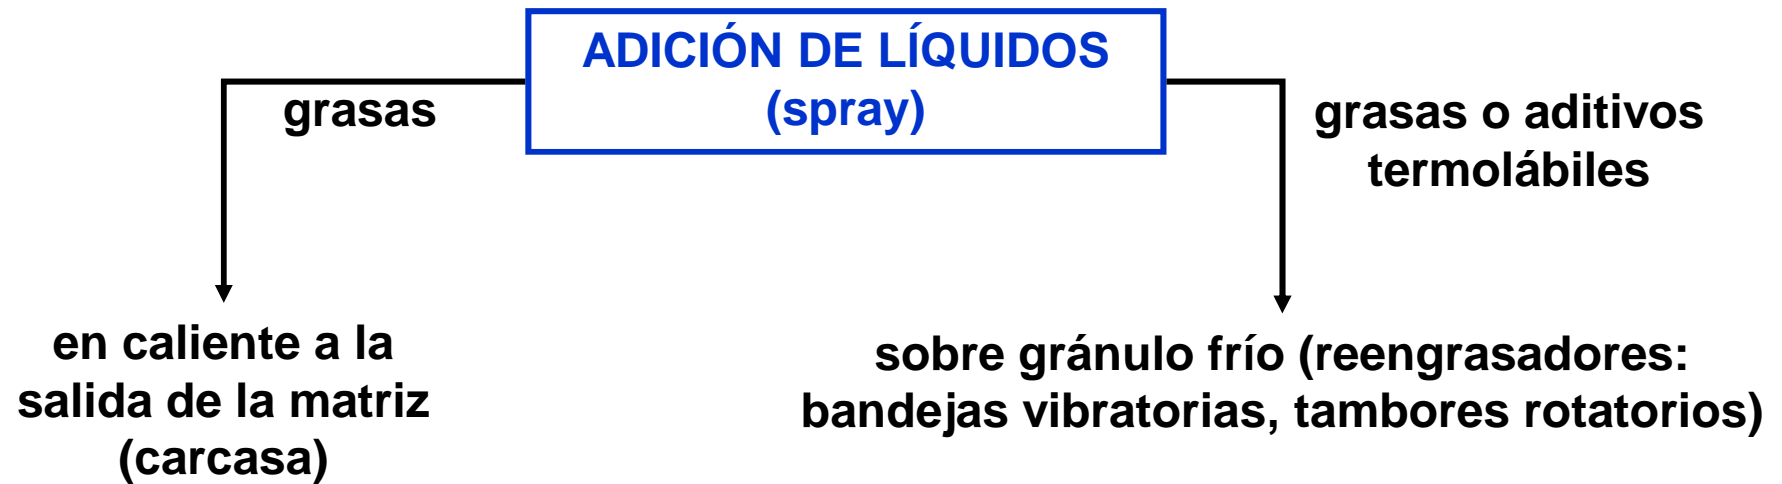 ADICIÓN DE LÍQUIDOS
(spray)
grasas
grasas o aditivos
termolábiles
en caliente a la
salida de la matriz
(carcasa)
sobre gránulo frío (reengrasadores:
bandejas vibratorias, tambores rotatorios)